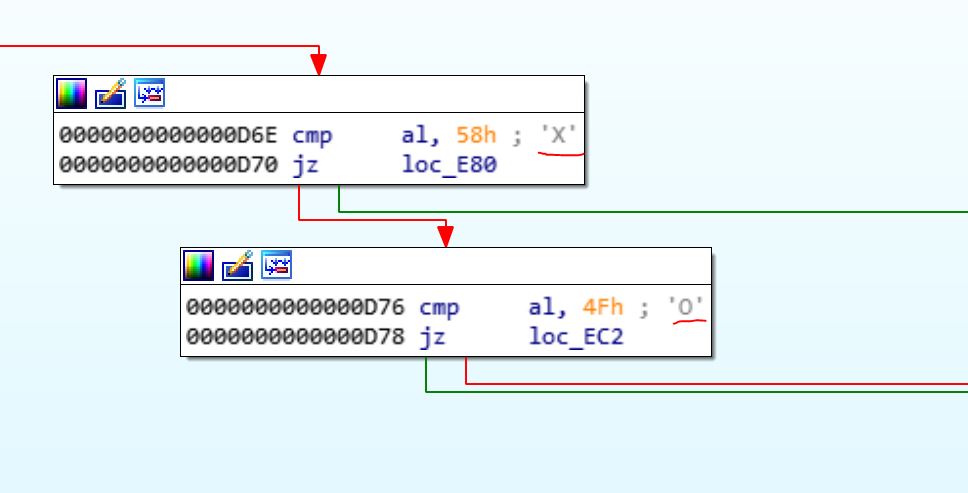 0000000000000D6E cmp al, 58h ; 'X'
0000000000000D70 jz loc_E80
0000000000000D76 cmp al, 4Fh ; 'O'
0000000000000D78 jz loc_EC2